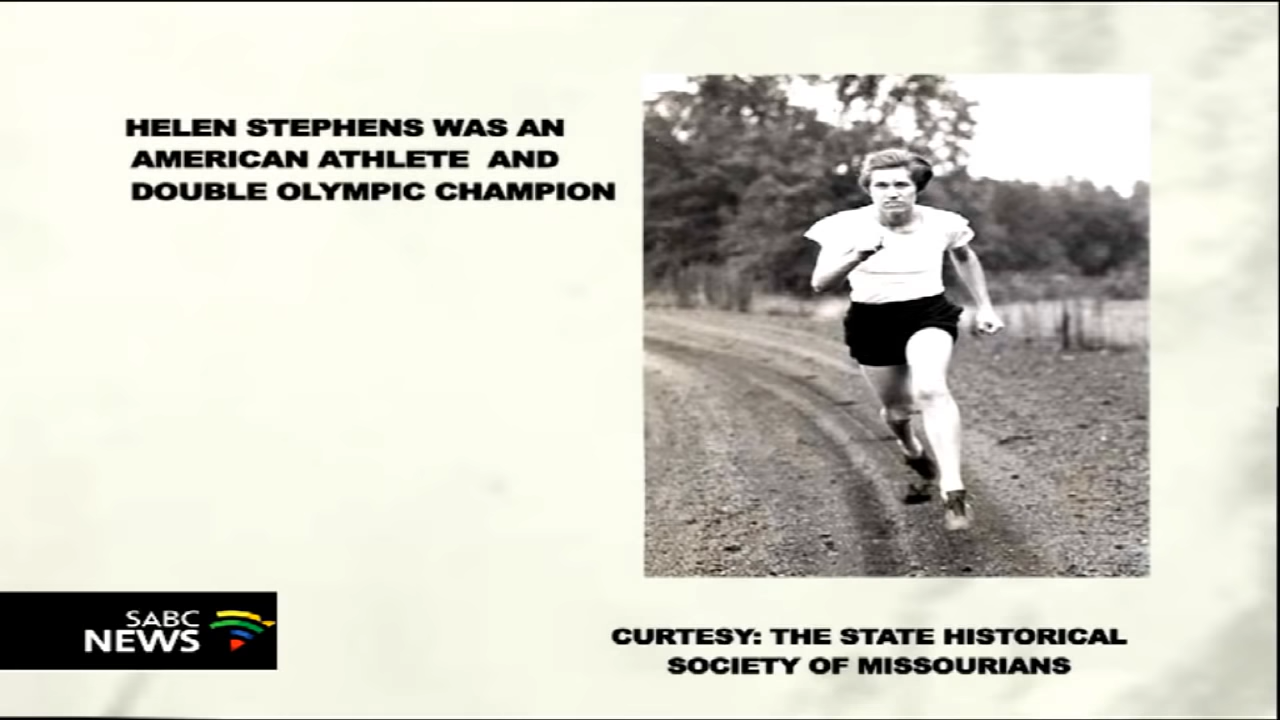 HELEN STEPHENS WAS AN
AMERICAN ATHLETE AND
DOUBLE OLYMPIC CHAMPION
SABC
NEWS
CURTESY: THE STATE HISTORICAL
SOCIETY OF MISSOURIANS